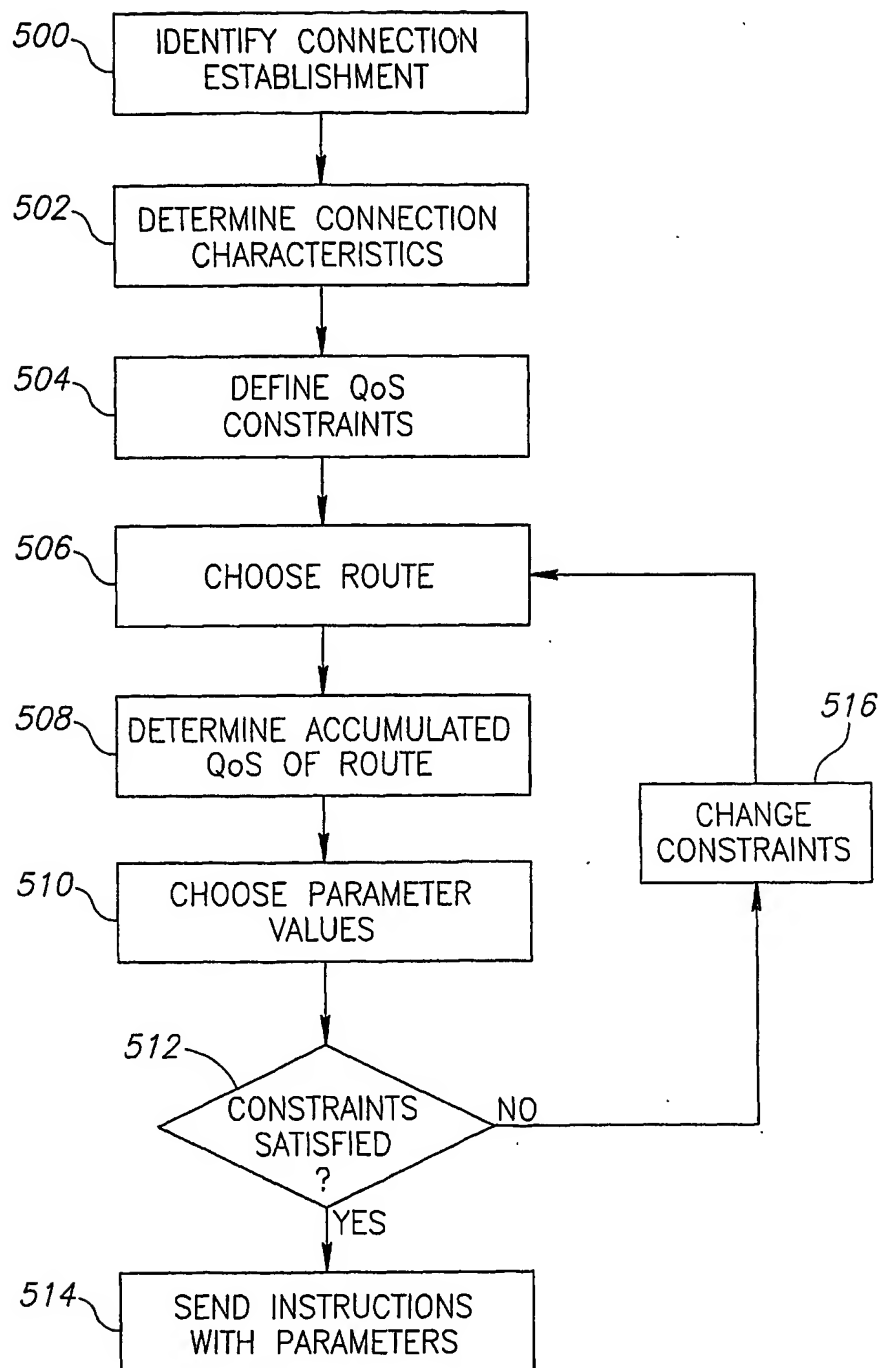 500
IDENTIFY CONNECTION
ESTABLISHMENT
502
DETERMINE CONNECTION
CHARACTERISTICS
504
DEFINE QoS
CONSTRAINTS
506
CHOOSE ROUTE
508
DETERMINE ACCUMULATED
QoS OF ROUTE
516
CHANGE
CONSTRAINTS
510
CHOOSE PARAMETER
VALUES
512
CONSTRAINTS
SATISFIED
?
NO
YES
514
SEND INSTRUCTIONS
WITH PARAMETERS